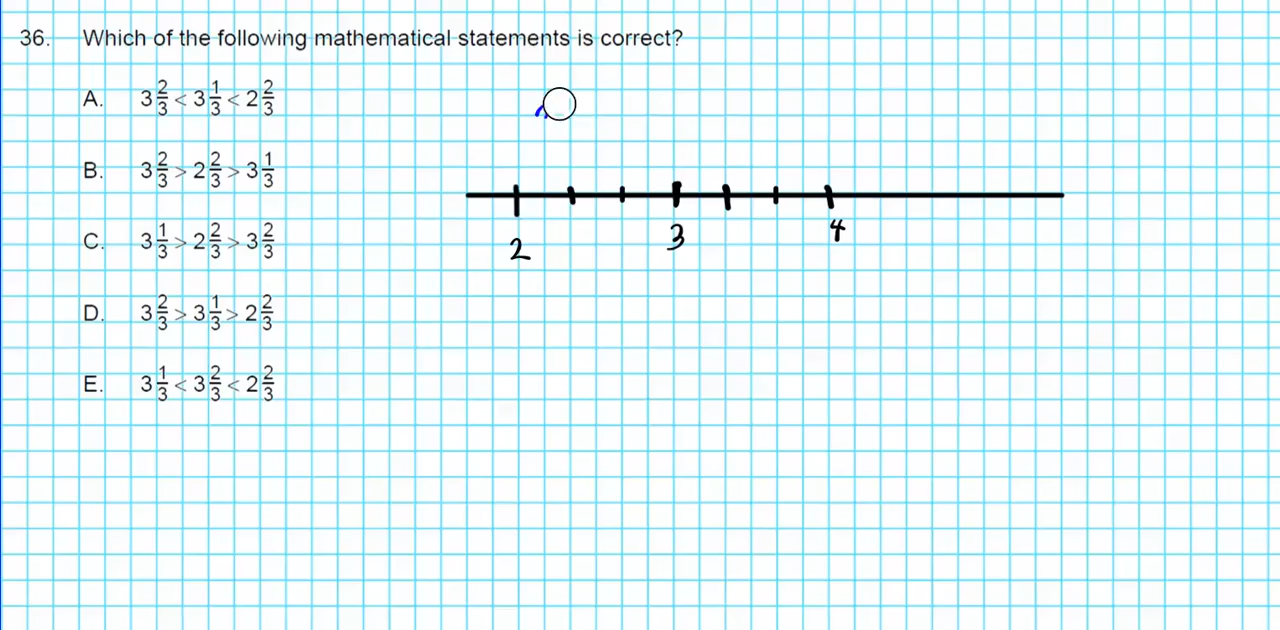 36. Which of the following mathematical statements is correct?
A. 3 2/3 < 3 1/3 < 2 2/3
B. 3 2/3 > 2 2/3 > 3 1/3
C. 3 1/3 > 2 2/3 > 3 2/3
D. 3 2/3 > 3 1/3 > 2 2/3
E. 3 1/3 < 3 2/3 < 2 2/3
2 3 4